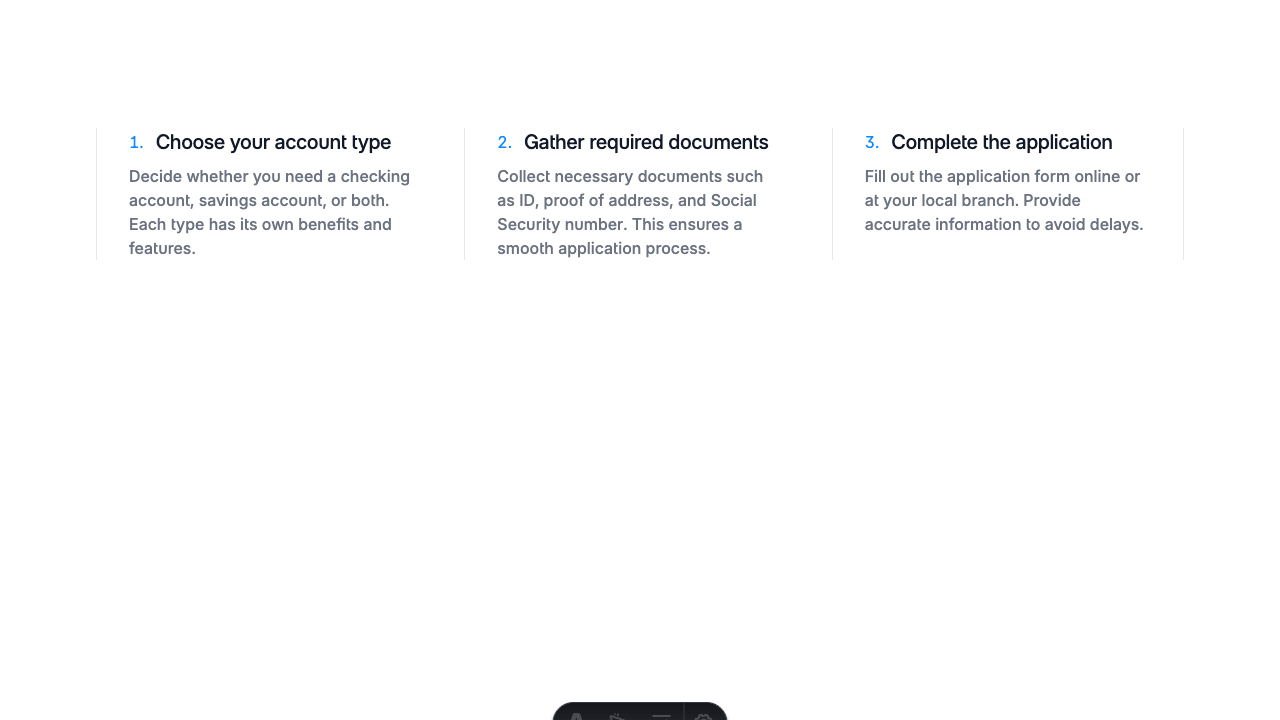 1. Choose your account type
Decide whether you need a checking
account, savings account, or both.
Each type has its own benefits and
features.
2. Gather required documents
Collect necessary documents such
as ID, proof of address, and Social
Security number. This ensures a
smooth application process.
3. Complete the application
Fill out the application form online or
at your local branch. Provide
accurate information to avoid delays.